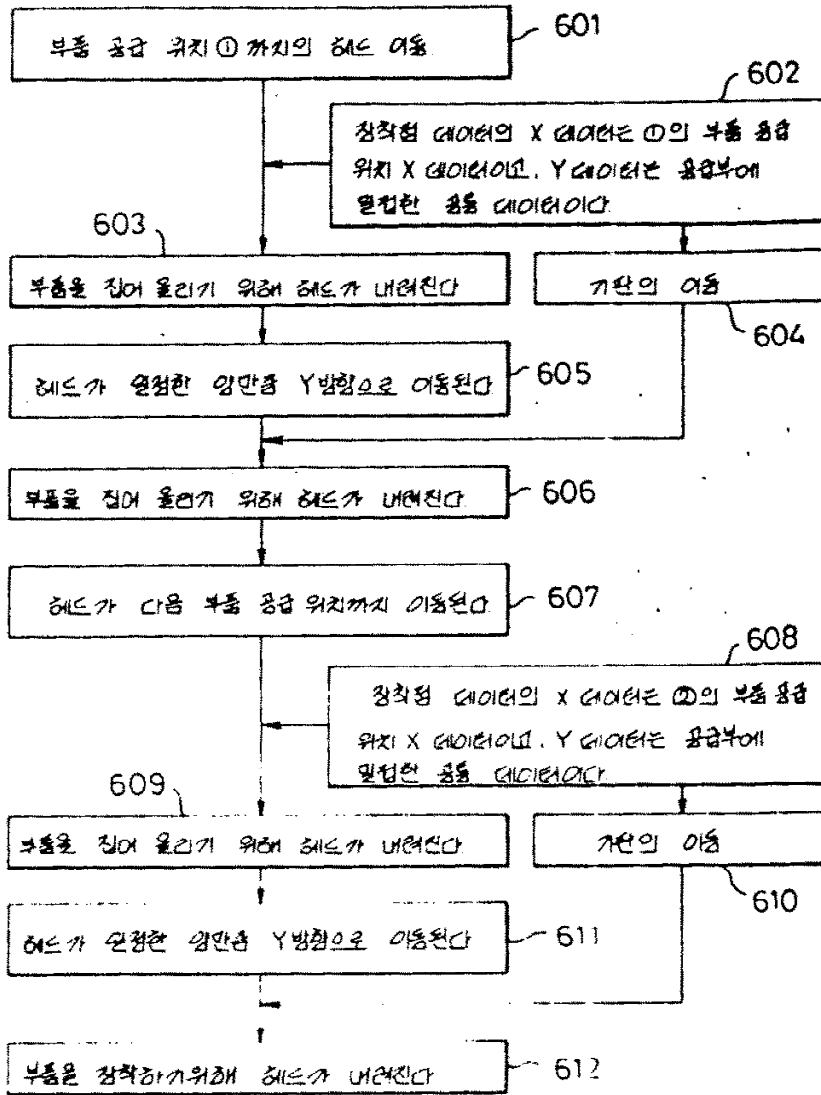 601
부품 공급 위치 ① 까지의 헤드 이동
602
장착점 데이터의 X 데이터는 ①의 부품 공급
위치 X 데이터이고, Y 데이터는 공급부에
밀접한 공통 데이터이다
603
부품을 집어 올리기 위해 헤드가 내려진다
기판의 이동
604
헤드가 일정한 양만큼 Y방향으로 이동된다
605
부품을 집어 올리기 위해 헤드가 내려진다
606
헤드가 다음 부품 공급 위치까지 이동된다
607
608
장착점 데이터의 X 데이터는 ②의 부품 공급
위치 X 데이터이고, Y 데이터는 공급부에
밀접한 공통 데이터이다
609
부품을 집어 올리기 위해 헤드가 내려진다
기판의 이동
610
헤드가 일정한 양만큼 Y방향으로 이동된다
611
부품을 장착하기위해 헤드가 내려진다
612